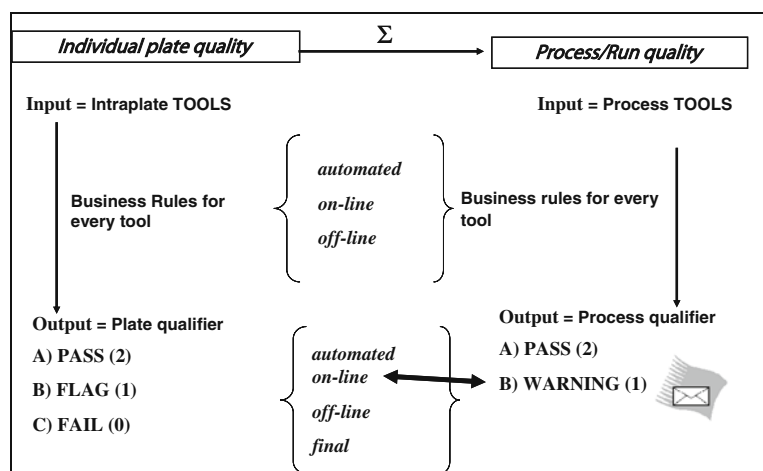 Individual plate quality
Σ
Process/Run quality
Input = Intraplate TOOLS
Input = Process TOOLS
Business Rules for
every tool
automated
on-line
off-line
Business rules for every
tool
Output = Plate qualifier
A) PASS (2)
B) FLAG (1)
C) FAIL (0)
automated
on-line
off-line
final
Output = Process qualifier
A) PASS (2)
B) WARNING (1)